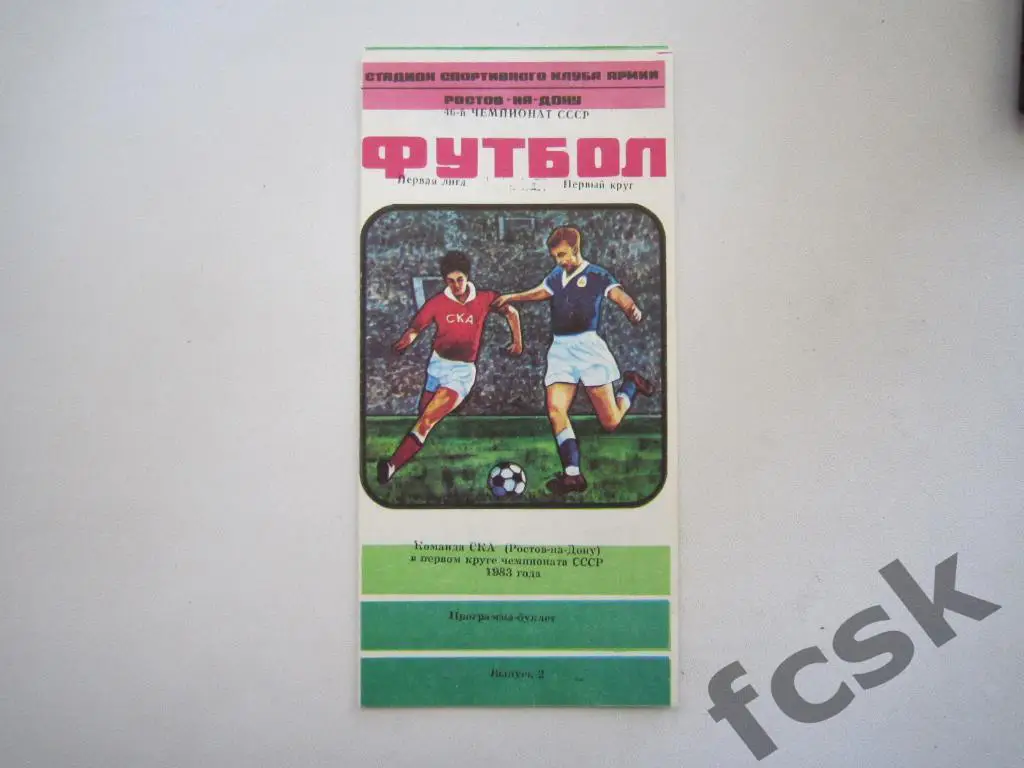 СТАДИОН СПОРТИВНОГО КЛУБА АРМИИ
РОСТОВ-НА-ДОНУ
46-й ЧЕМПИОНАТ СССР
ФУТБОЛ
Первая лига Первый круг
СКА
Команда СКА (Ростов-на-Дону)
в первом круге чемпионата СССР
1983 года
Программа-буклет
Выпуск 2
fcsk